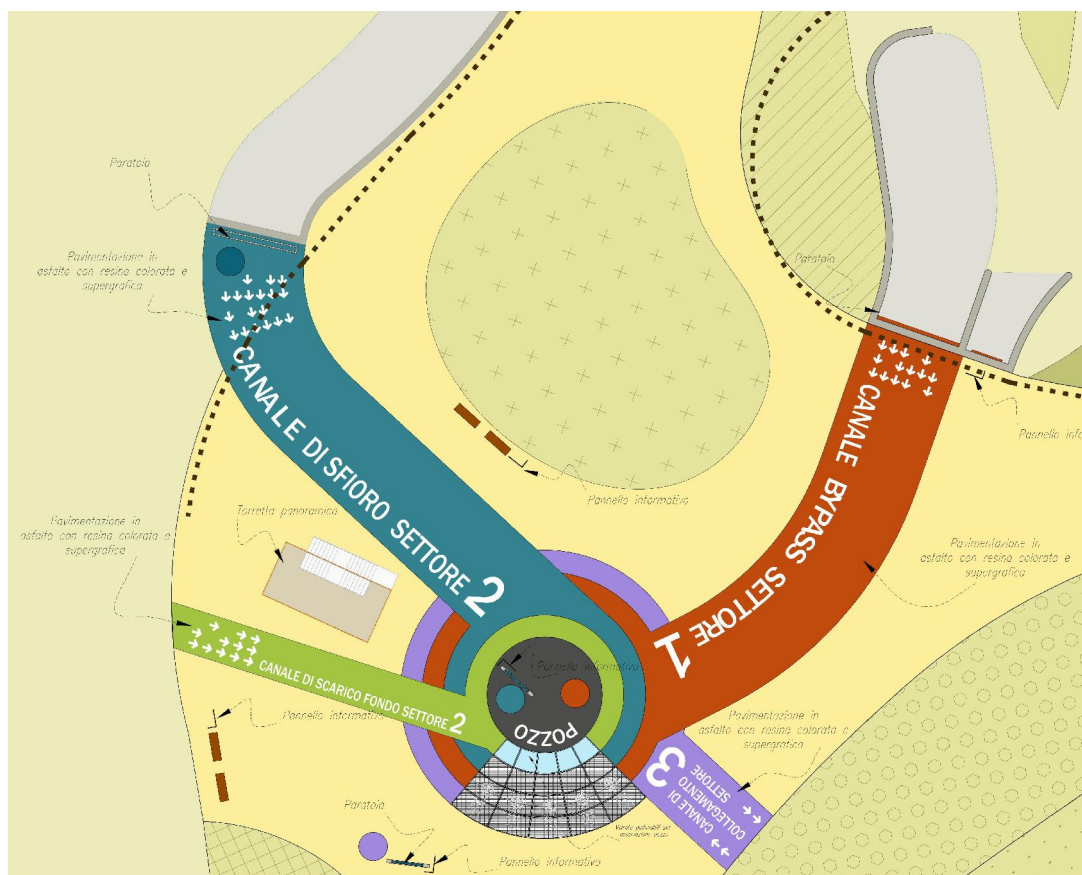 Paratoia
Pavimentazione in
asfalto con resina colorata e
supergrafica
Paratoia
CANALE DI SFIORO SETTORE 2
CANALE BYPASS SETTORE 1
Pannello info
Pannello informativo
Torretta panoramica
Pavimentazione in
asfalto con resina colorata e
supergrafica
Pavimentazione in
asfalto con resina colorata e
supergrafica
CANALE DI SCARICO FONDO SETTORE 2
Pannello informativo
Pannello informativo
POZZO
Pavimentazione in
asfalto con resina colorata e
supergrafica
CANALE DI
COLLEGAMENTO
SETTORE
3
Paratoia
Pannello informativo